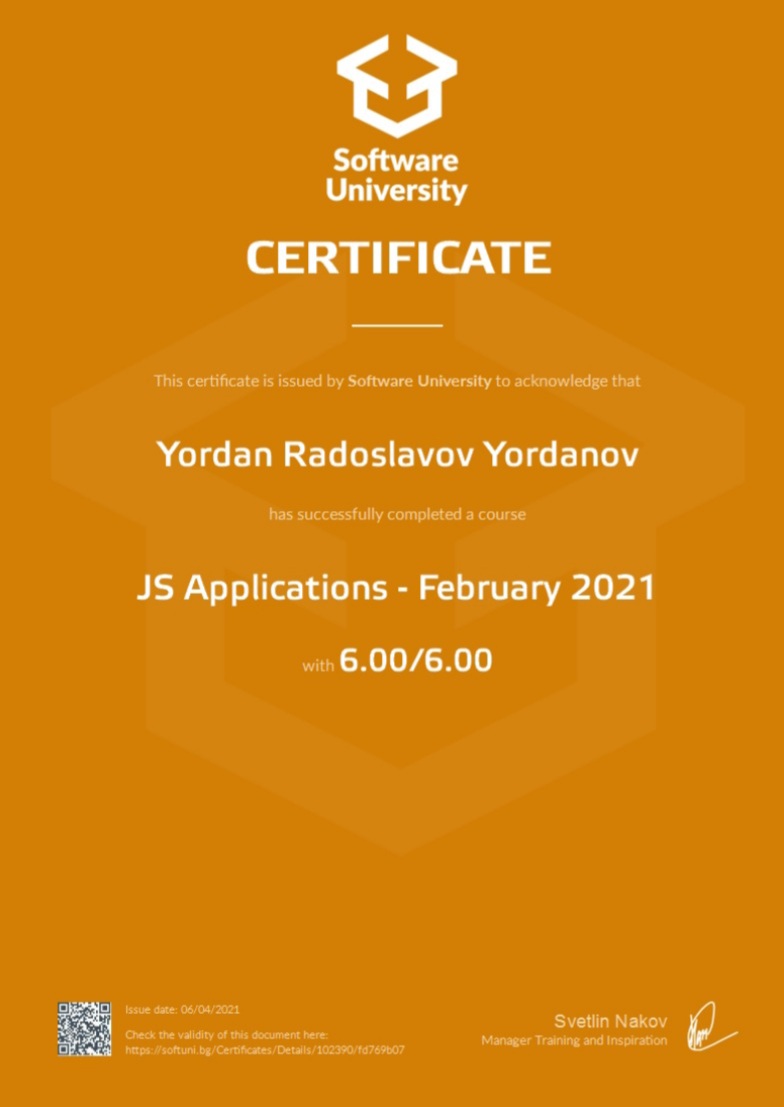 Software
University
CERTIFICATE
This certificate is issued by Software University to acknowledge that
Yordan Radoslavov Yordanov
has successfully completed a course
JS Applications - February 2021
with 6.00/6.00
Issue date: 06/04/2021
Check the validity of this document here:
https://softuni.bg/Certificates/Details/102390/fd769b07
Svetlin Nakov
Manager Training and Inspiration